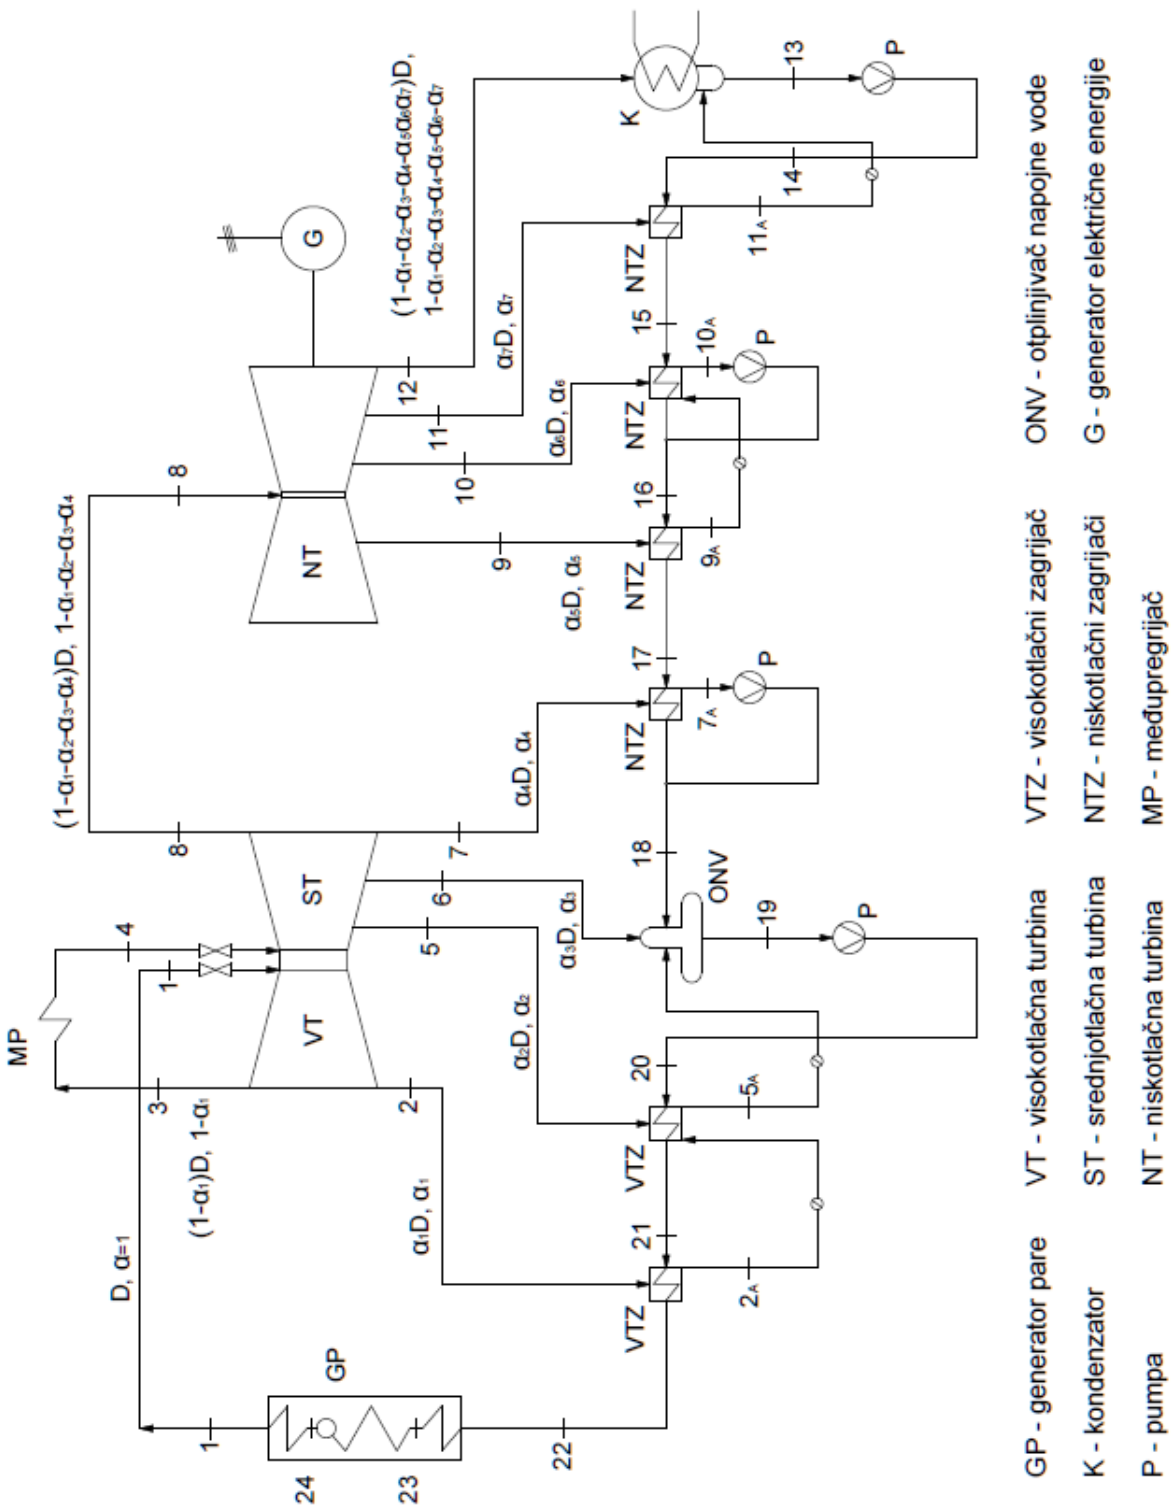 MP
(1-α₁-α₂-α₃-α₄)D, 1-α₁-α₂-α₃-α₄
D, α=1
4
3
1
8
8
(1-α₁)D, 1-α₁
1
24
GP
VT
ST
NT
G
(1-α₁-α₂-α₃-α₄-α₅α₆α₇)D,
1-α₁-α₂-α₃-α₄-α₅-α₆-α₇
23
2
12
α₁D, α₁
5
6
7
11
10
9
α₇D, α₇
α₂D, α₂
α₄D, α₄
α₆D, α₆
22
α₃D, α₃
α₅D, α₅
K
VTZ
VTZ
NTZ
NTZ
NTZ
NTZ
21
20
18
17
16
15
ONV
2A
5A
7A
9A
10A
11A
19
14
13
P
P
P
P
GP - generator pare
VT - visokotlačna turbina
VTZ - visokotlačni zagrijač
ONV - otplinjivač napojne vode
K - kondenzator
ST - srednjotlačna turbina
NTZ - niskotlačni zagrijači
G - generator električne energije
P - pumpa
NT - niskotlačna turbina
MP - međupregrijač